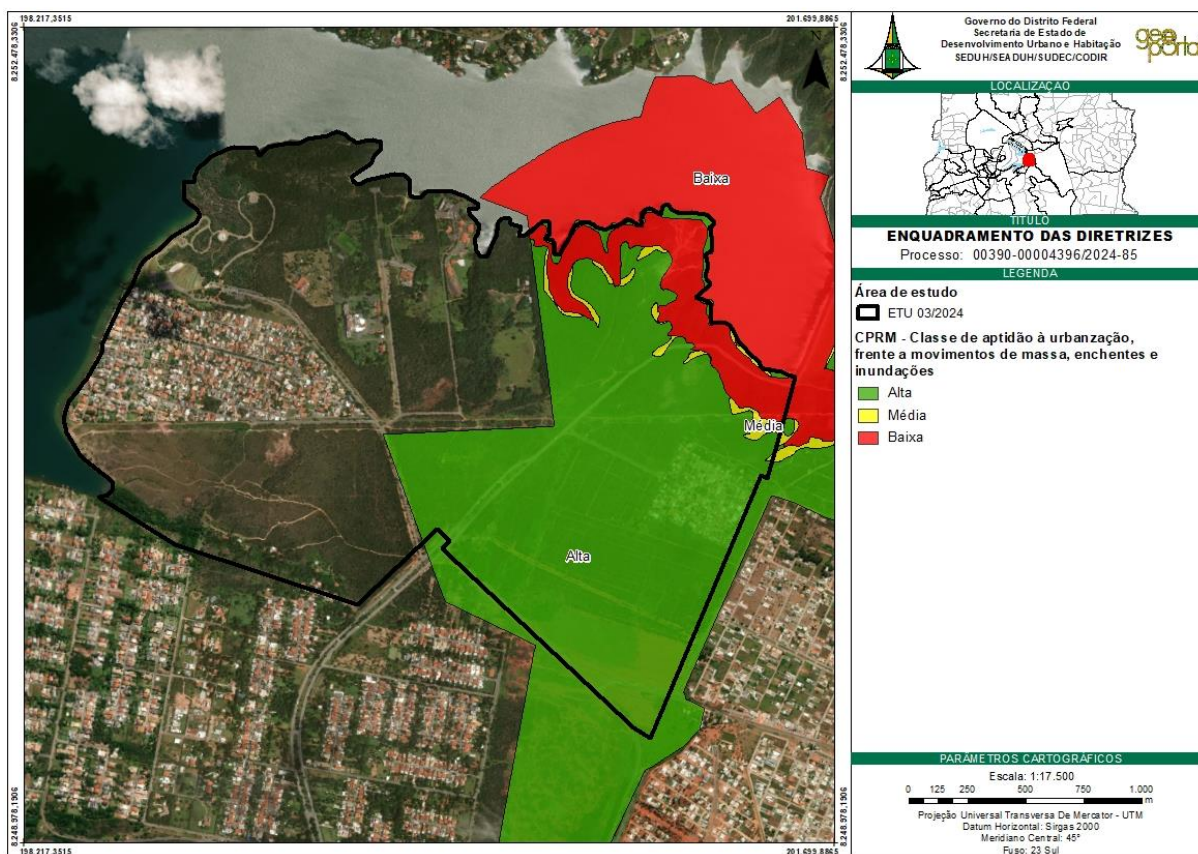 198.217,3515
201.699,8865
8.252.478,3306
8.252.478,3306
N
Baixa
Média
Alta
8.248.978,1906
8.248.978,1906
198.217,3515
201.699,8865
Governo do Distrito Federal
Secretaria de Estado de
Desenvolvimento Urbano e Habitação
SEDUH/SEADUH/SUDEC/CODIR
geo
porta
LOCALIZAÇÃO
TÍTULO
ENQUADRAMENTO DAS DIRETRIZES
Processo: 00390-00004396/2024-85
LEGENDA
Área de estudo
ETU 03/2024
CPRM - Classe de aptidão à urbanzação,
frente a movimentos de massa, enchentes e
inundações
Alta
Média
Baixa
PARÂMETROS CARTOGRÁFICOS
Escala: 1:17.500
0 125 250 500 750 1.000
m
Projeção Universal Transversa De Mercator - UTM
Datum Horizontal: Sirgas 2000
Meridiano Central: 45º
Fuso: 23 Sul